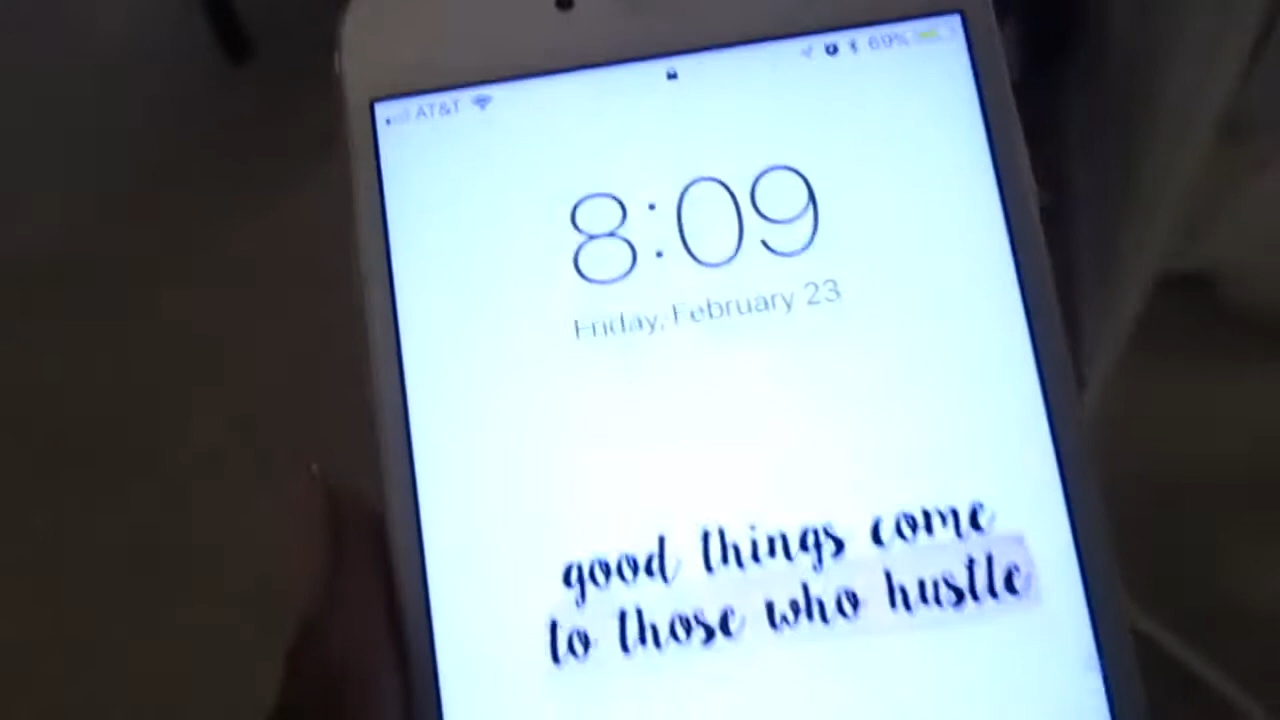 AT&T 69%
8:09
Friday, February 23
good things come
to those who hustle